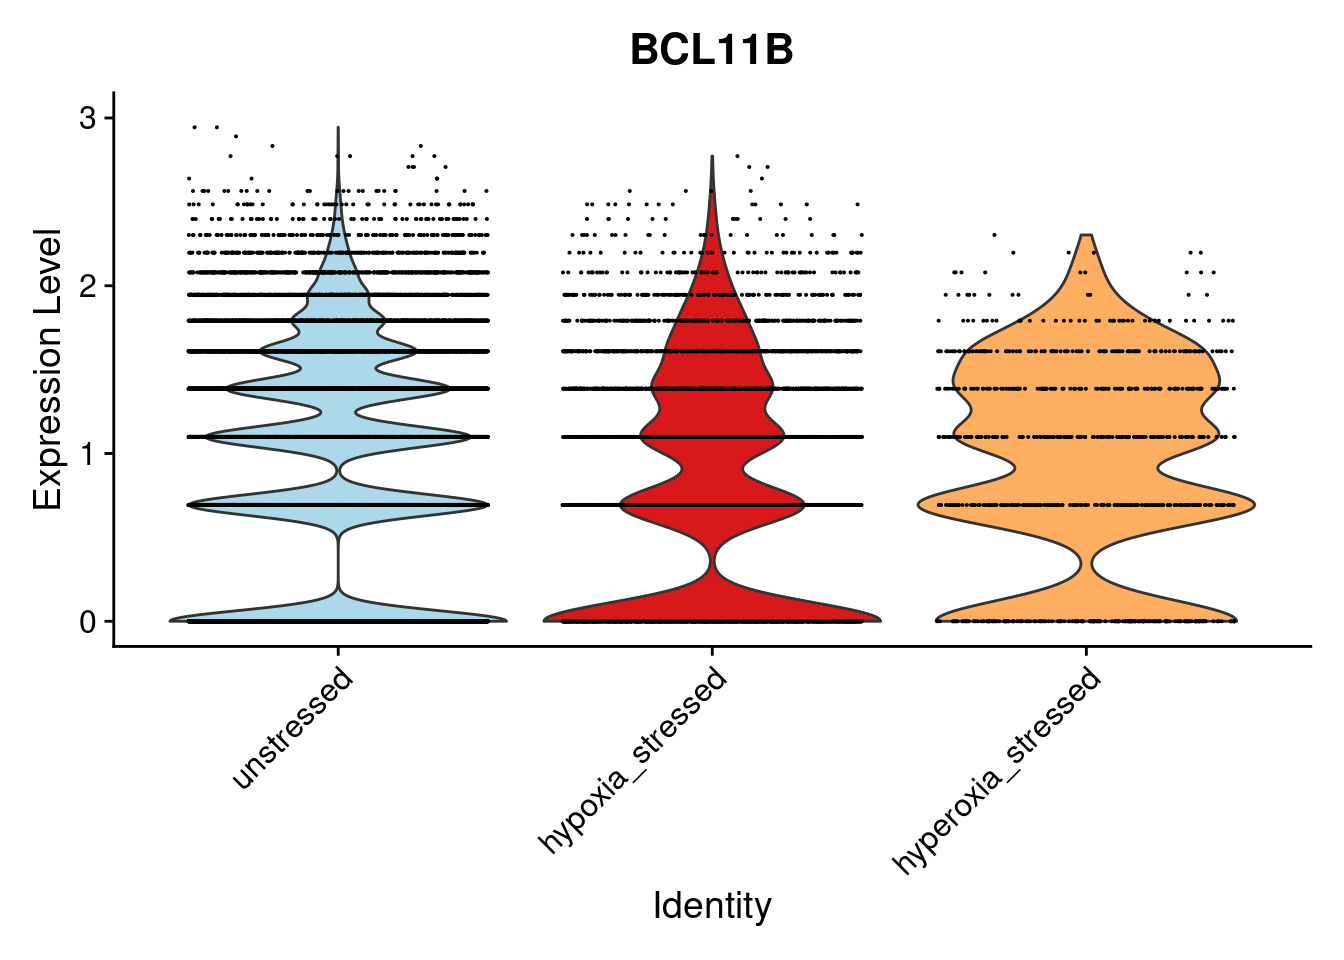 BCL11B
Expression Level
3
2
1
0
unstressed
hypoxia_stressed
hyperoxia_stressed
Identity